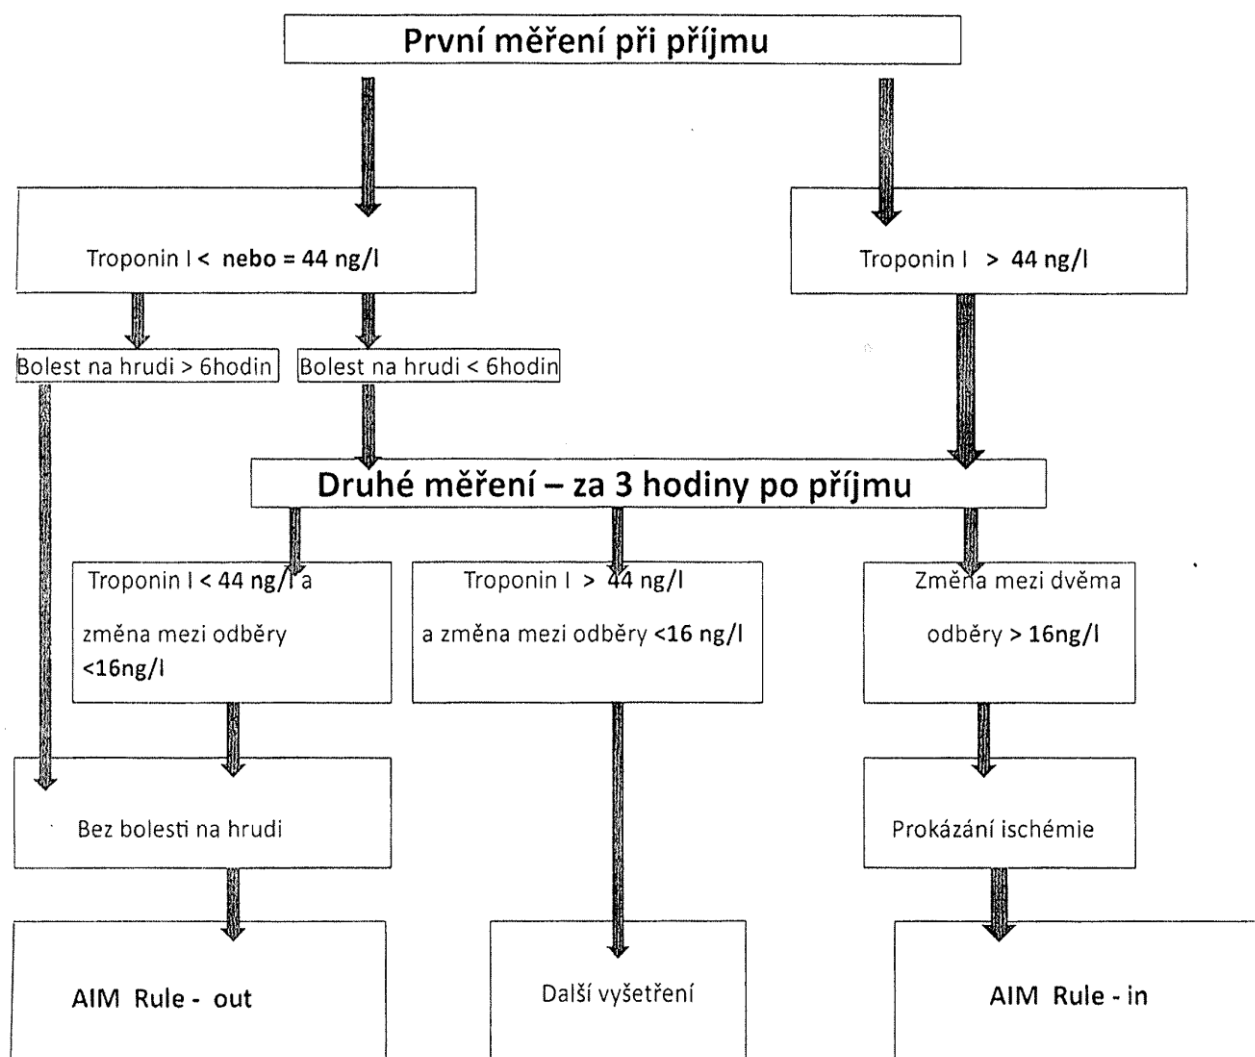 První měření při příjmu
Troponin I < nebo = 44 ng/l
Troponin I > 44 ng/l
Bolest na hrudi > 6hodin
Bolest na hrudi < 6hodin
Druhé měření – za 3 hodiny po příjmu
Troponin I < 44 ng/l a
změna mezi odběry
<16ng/l
Troponin I > 44 ng/l
a změna mezi odběry <16 ng/l
Změna mezi dvěma
odběry > 16ng/l
Bez bolesti na hrudi
Prokázání ischémie
AIM Rule - out
Další vyšetření
AIM Rule - in